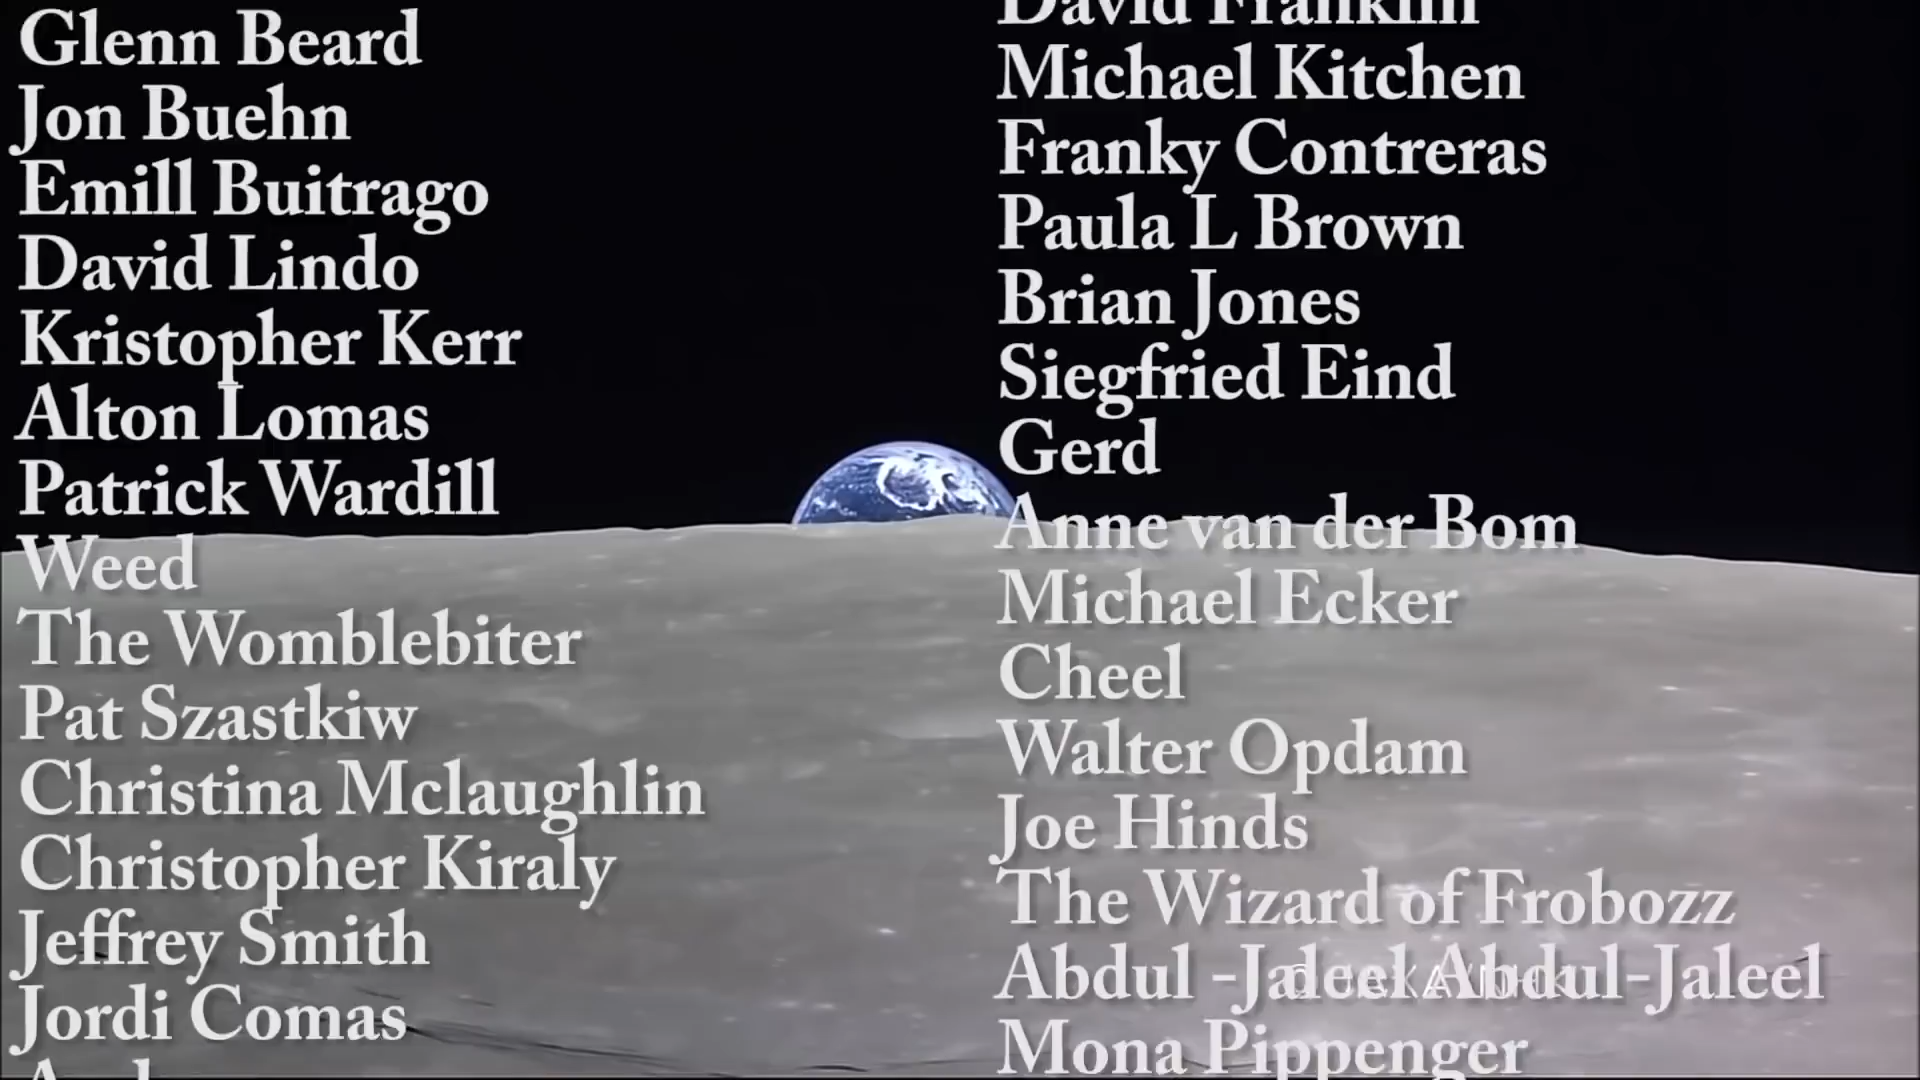 Glenn Beard
Jon Buehn
Emill Buitrago
David Lindo
Kristopher Kerr
Alton Lomas
Patrick Wardill
Weed
The Womblebiter
Pat Szastkiw
Christina Mclaughlin
Christopher Kiraly
Jeffrey Smith
Jordi Comas
David Franklin
Michael Kitchen
Franky Contreras
Paula L Brown
Brian Jones
Siegfried Eind
Gerd
Anne van der Bom
Michael Ecker
Cheel
Walter Opdam
Joe Hinds
The Wizard of Frobozz
Abdul -Jaleel Abdul-Jaleel
Mona Pippenger